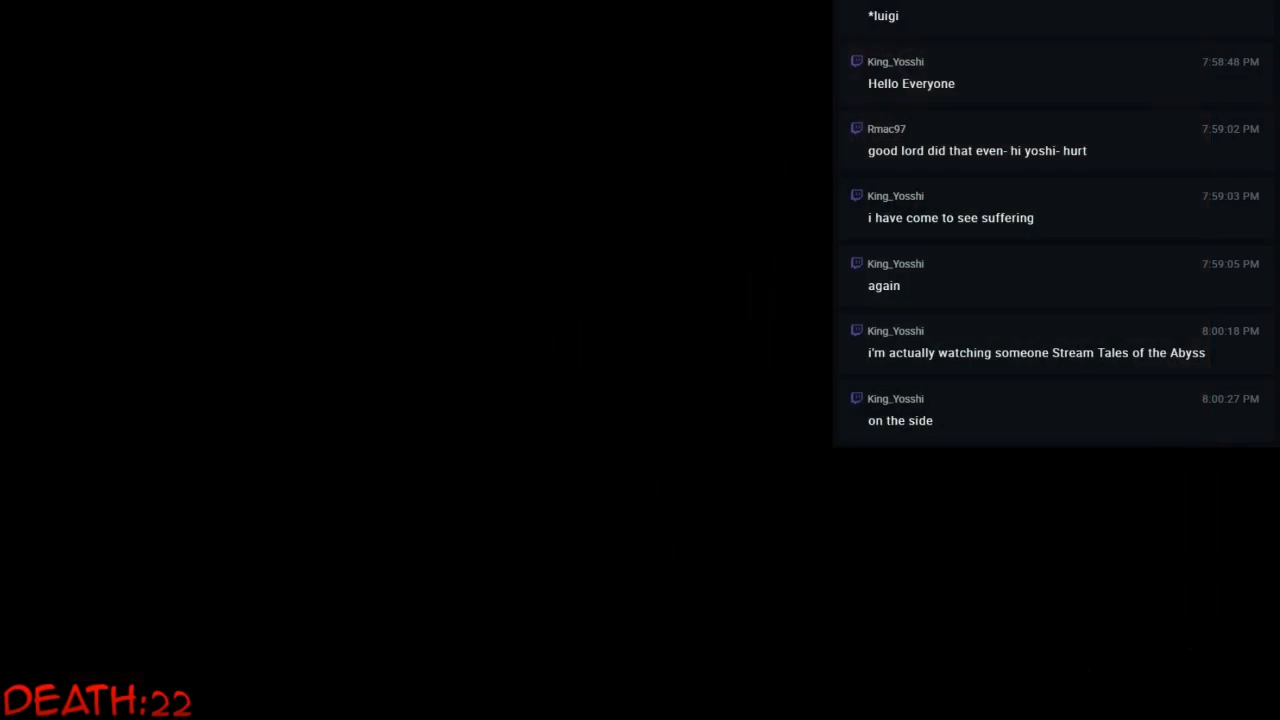 *luigi
King_Yosshi 7:58:48 PM
Hello Everyone
Rmac97 7:59:02 PM
good lord did that even- hi yoshi- hurt
King_Yosshi 7:59:03 PM
i have come to see suffering
King_Yosshi 7:59:05 PM
again
King_Yosshi 8:00:18 PM
i'm actually watching someone Stream Tales of the Abyss
King_Yosshi 8:00:27 PM
on the side
DEATH:22